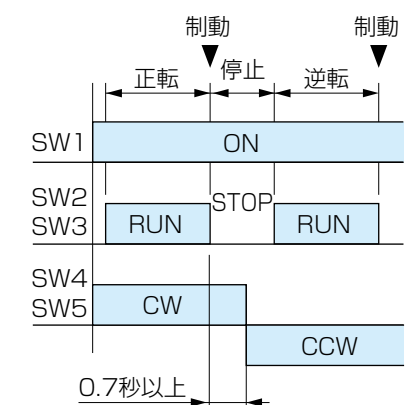 制動 制動
正転 停止 逆転
SW1 ON
SW2 STOP
SW3 RUN RUN
SW4
SW5 CW
CCW
0.7秒以上